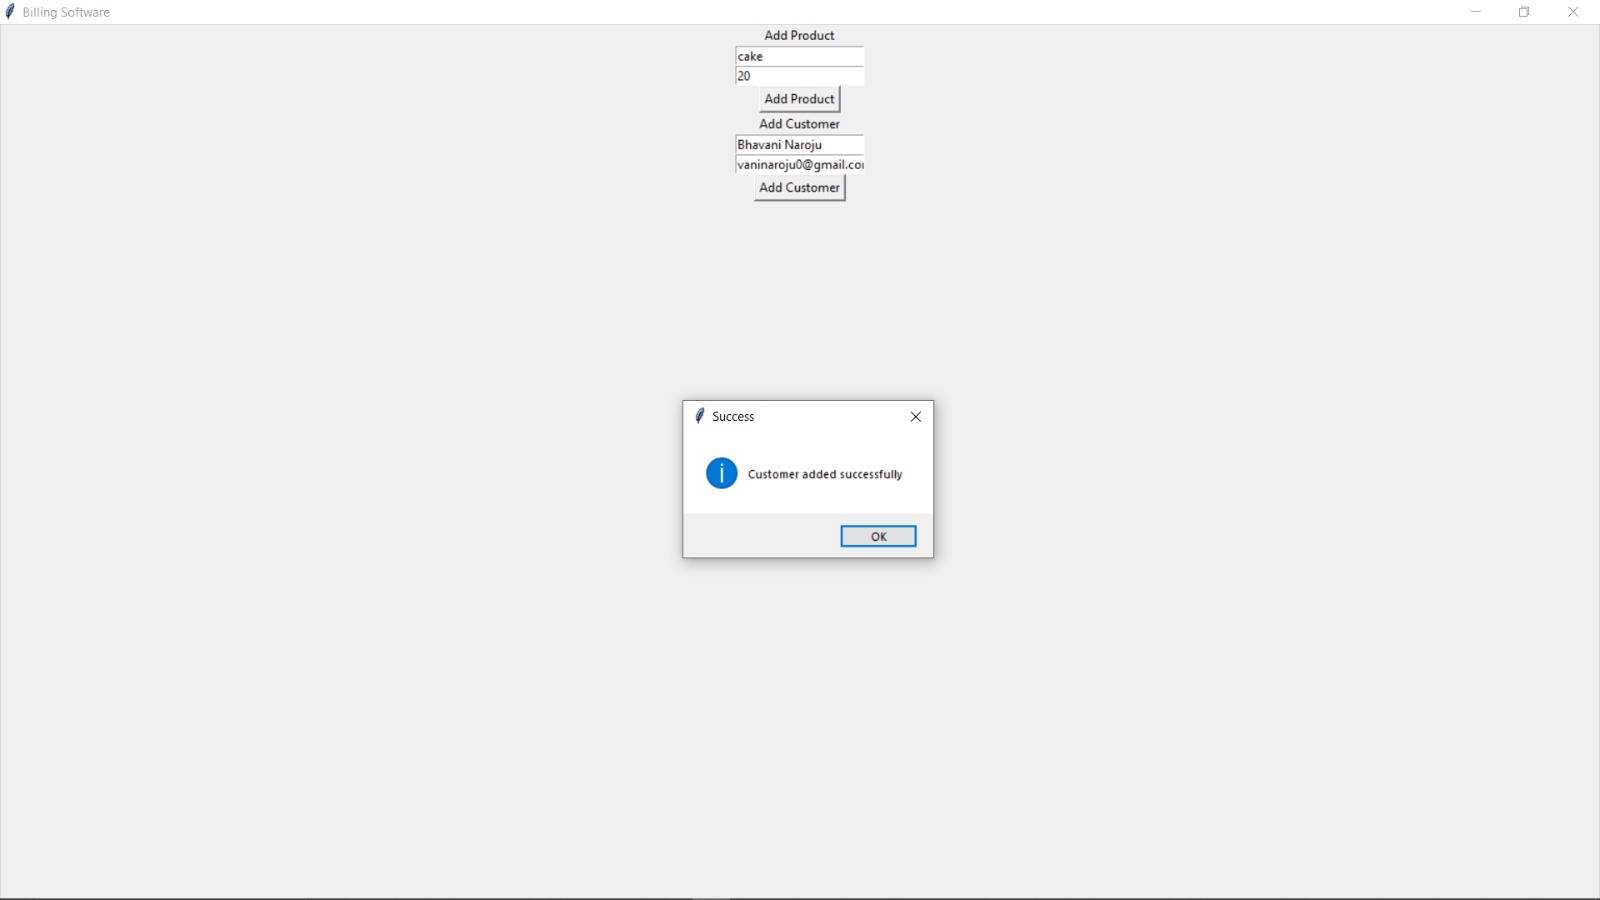 Billing Software
Add Product
cake
20
Add Product
Add Customer
Bhavani Naroju
vaninaroju0@gmail.co
Add Customer
Success
Customer added successfully
OK